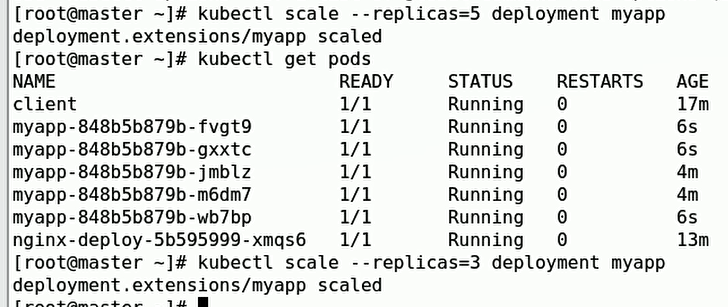 [root@master ~]# kubectl scale --replicas=5 deployment myapp
deployment.extensions/myapp scaled
[root@master ~]# kubectl get pods
NAME READY STATUS RESTARTS AGE
client 1/1 Running 0 17m
myapp-848b5b879b-fvgt9 1/1 Running 0 6s
myapp-848b5b879b-gxxtc 1/1 Running 0 6s
myapp-848b5b879b-jmblz 1/1 Running 0 4m
myapp-848b5b879b-m6dm7 1/1 Running 0 4m
myapp-848b5b879b-wb7bp 1/1 Running 0 6s
nginx-deploy-5b595999-xmqs6 1/1 Running 0 13m
[root@master ~]# kubectl scale --replicas=3 deployment myapp
deployment.extensions/myapp scaled
[root@master ~]#